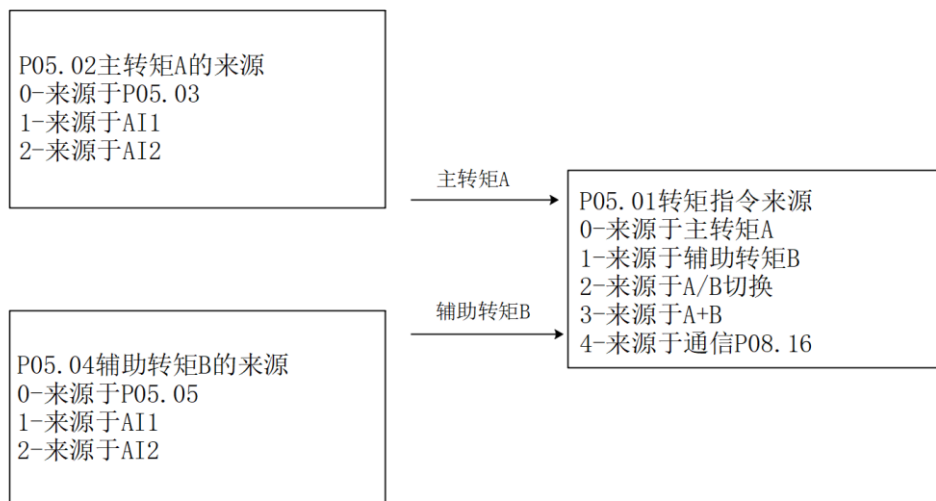 P05.02主转矩A的来源
0-来源于P05.03
1-来源于AI1
2-来源于AI2
主转矩A
P05.01转矩指令来源
0-来源于主转矩A
1-来源于辅助转矩B
2-来源于A/B切换
3-来源于A+B
4-来源于通信P08.16
辅助转矩B
P05.04辅助转矩B的来源
0-来源于P05.05
1-来源于AI1
2-来源于AI2